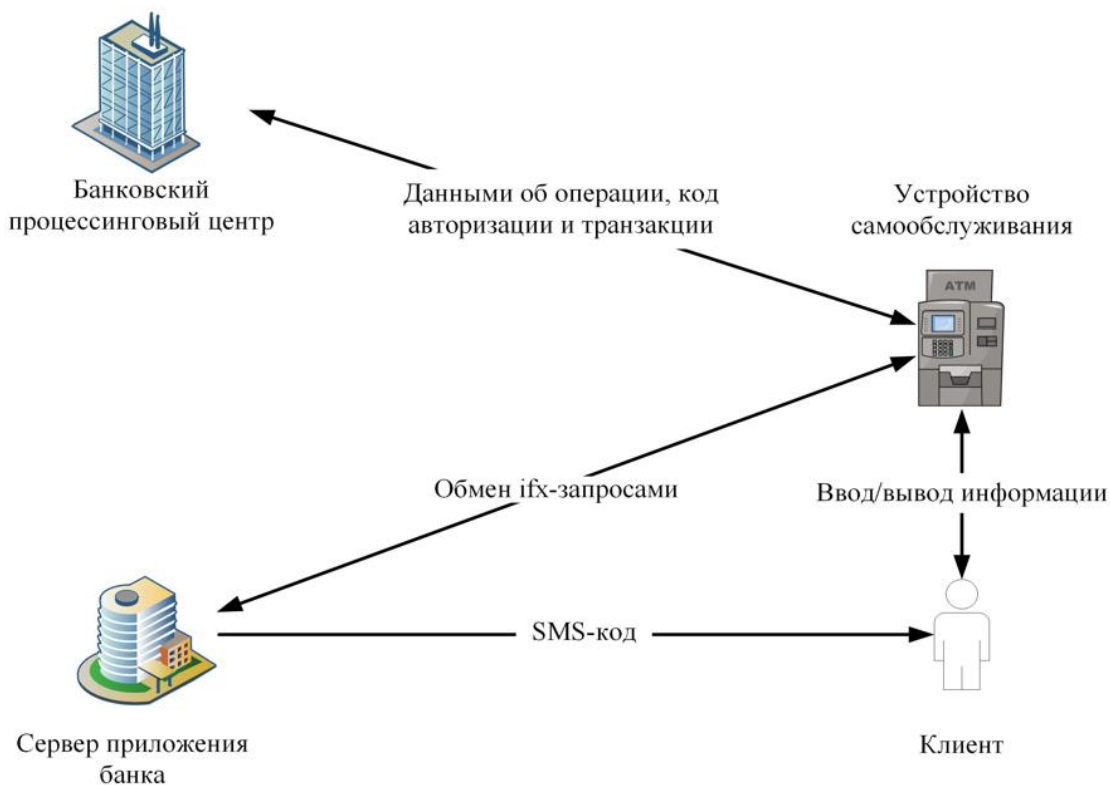 Банковский
процессинговый центр
Данными об операции, код
авторизации и транзакции
Устройство
самообслуживания
ATM
Обмен ifx-запросами
Ввод/вывод информации
SMS-код
Сервер приложения
банка
Клиент